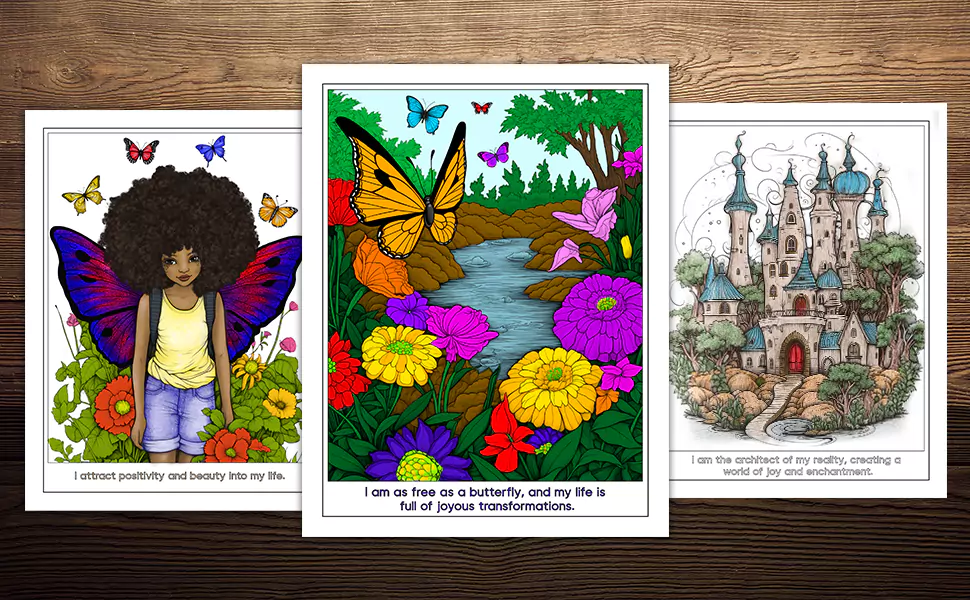 I attract positivity and beauty into my life.
I am as free as a butterfly, and my life is
full of joyous transformations.
I am the architect of my reality, creating a
world of joy and enchantment.